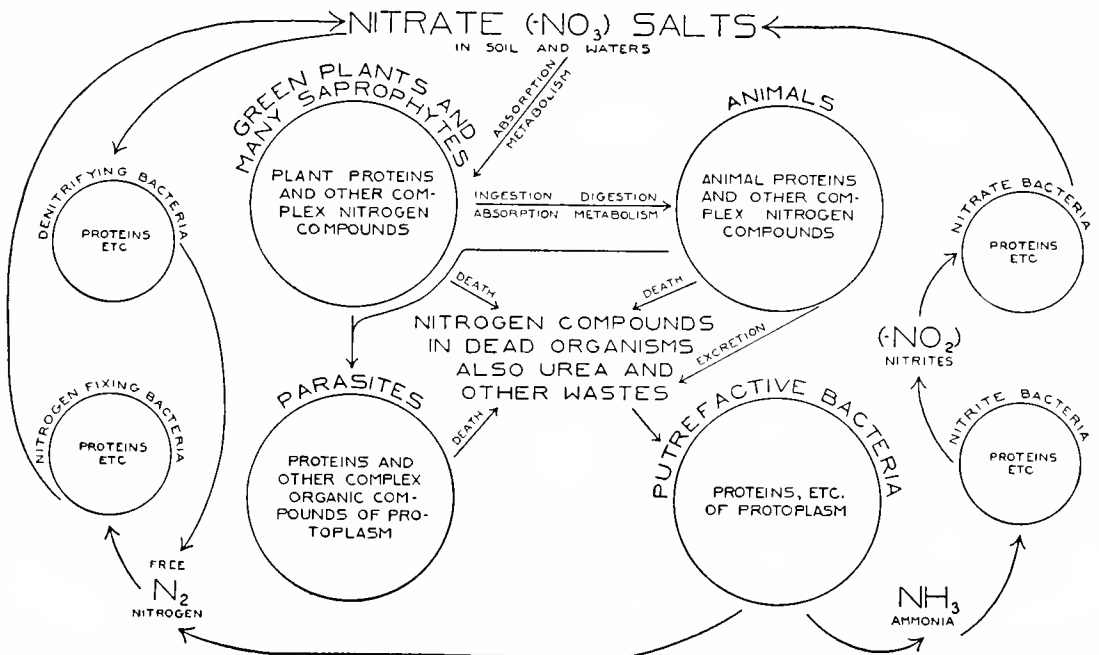 NITRATE (-NO3) SALTS
IN SOIL AND WATERS
GREEN PLANTS AND
MANY SAPROPHYTES
ABSORPTION
METABOLISM
ANIMALS
PLANT PROTEINS
AND OTHER COM-
PLEX NITROGEN
COMPOUNDS
INGESTION DIGESTION
ABSORPTION METABOLISM
ANIMAL PROTEINS
AND OTHER COM-
PLEX NITROGEN
COMPOUNDS
DENITRIFYING BACTERIA
PROTEINS
ETC
NITRATE BACTERIA
PROTEINS
ETC
DEATH
DEATH
NITROGEN COMPOUNDS
IN DEAD ORGANISMS
ALSO UREA AND
OTHER WASTES
EXCRETION
(-NO2)
NITRITES
NITROGEN FIXING BACTERIA
PROTEINS
ETC
PARASITES
PROTEINS AND
OTHER COMPLEX
ORGANIC COM-
POUNDS OF PRO-
TOPLASM
DEATH
PUTREFACTIVE BACTERIA
PROTEINS, ETC.
OF PROTOPLASM
NITRITE BACTERIA
PROTEINS
ETC
FREE
N2
NITROGEN
NH3
AMMONIA